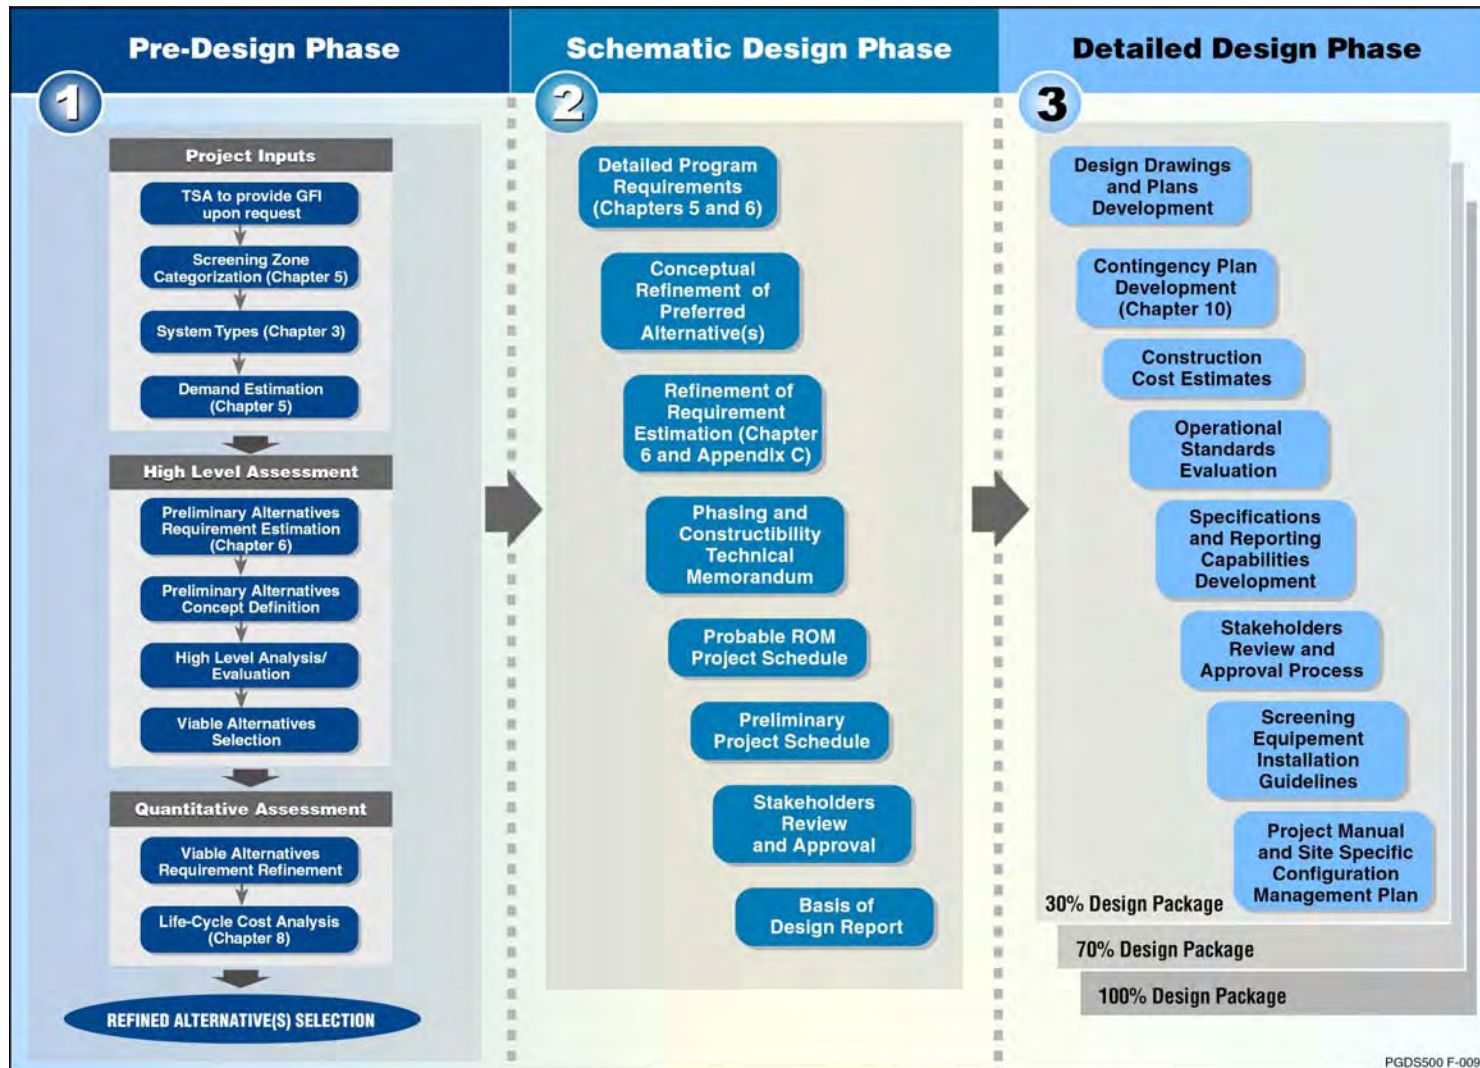 Pre-Design Phase
1
Project Inputs
TSA to provide GFI
upon request
Screening Zone
Categorization (Chapter 5)
System Types (Chapter 3)
Demand Estimation
(Chapter 5)
High Level Assessment
Preliminary Alternatives
Requirement Estimation
(Chapter 6)
Preliminary Alternatives
Concept Definition
High Level Analysis/
Evaluation
Viable Alternatives
Selection
Quantitative Assessment
Viable Alternatives
Requirement Refinement
Life-Cycle Cost Analysis
(Chapter 8)
REFINED ALTERNATIVE(S) SELECTION
Schematic Design Phase
2
Detailed Program
Requirements
(Chapters 5 and 6)
Conceptual
Refinement of
Preferred
Alternative(s)
Refinement of
Requirement
Estimation (Chapter
6 and Appendix C)
Phasing and
Constructibility
Technical
Memorandum
Probable ROM
Project Schedule
Preliminary
Project Schedule
Stakeholders
Review
and Approval
Basis of
Design Report
Detailed Design Phase
3
Design Drawings
and Plans
Development
Contingency Plan
Development
(Chapter 10)
Construction
Cost Estimates
Operational
Standards
Evaluation
Specifications
and Reporting
Capabilities
Development
Stakeholders
Review and
Approval Process
Screening
Equipement
Installation
Guidelines
Project Manual
and Site Specific
Configuration
Management Plan
30% Design Package
70% Design Package
100% Design Package
PGDS500 F-009